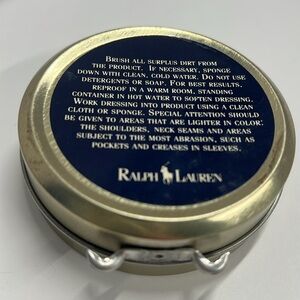 BRUSH ALL SURPLUS DIRT FROM
THE PRODUCT. IF NECESSARY, SPONGE
DOWN WITH CLEAN, COLD WATER. DO NOT USE
DETERGENTS OR SOAP. FOR BEST RESULTS,
REPROOF IN A WARM ROOM, STANDING
CONTAINER IN HOT WATER TO SOFTEN DRESSING.
WORK DRESSING INTO PRODUCT USING A CLEAN
CLOTH OR SPONGE. SPECIAL ATTENTION SHOULD
BE GIVEN TO AREAS THAT ARE LIGHTER IN COLOR:
THE SHOULDERS, NECK SEAMS AND AREAS
SUBJECT TO THE MOST ABRASION, SUCH AS
POCKETS AND CREASES IN SLEEVES.
RALPH LAUREN